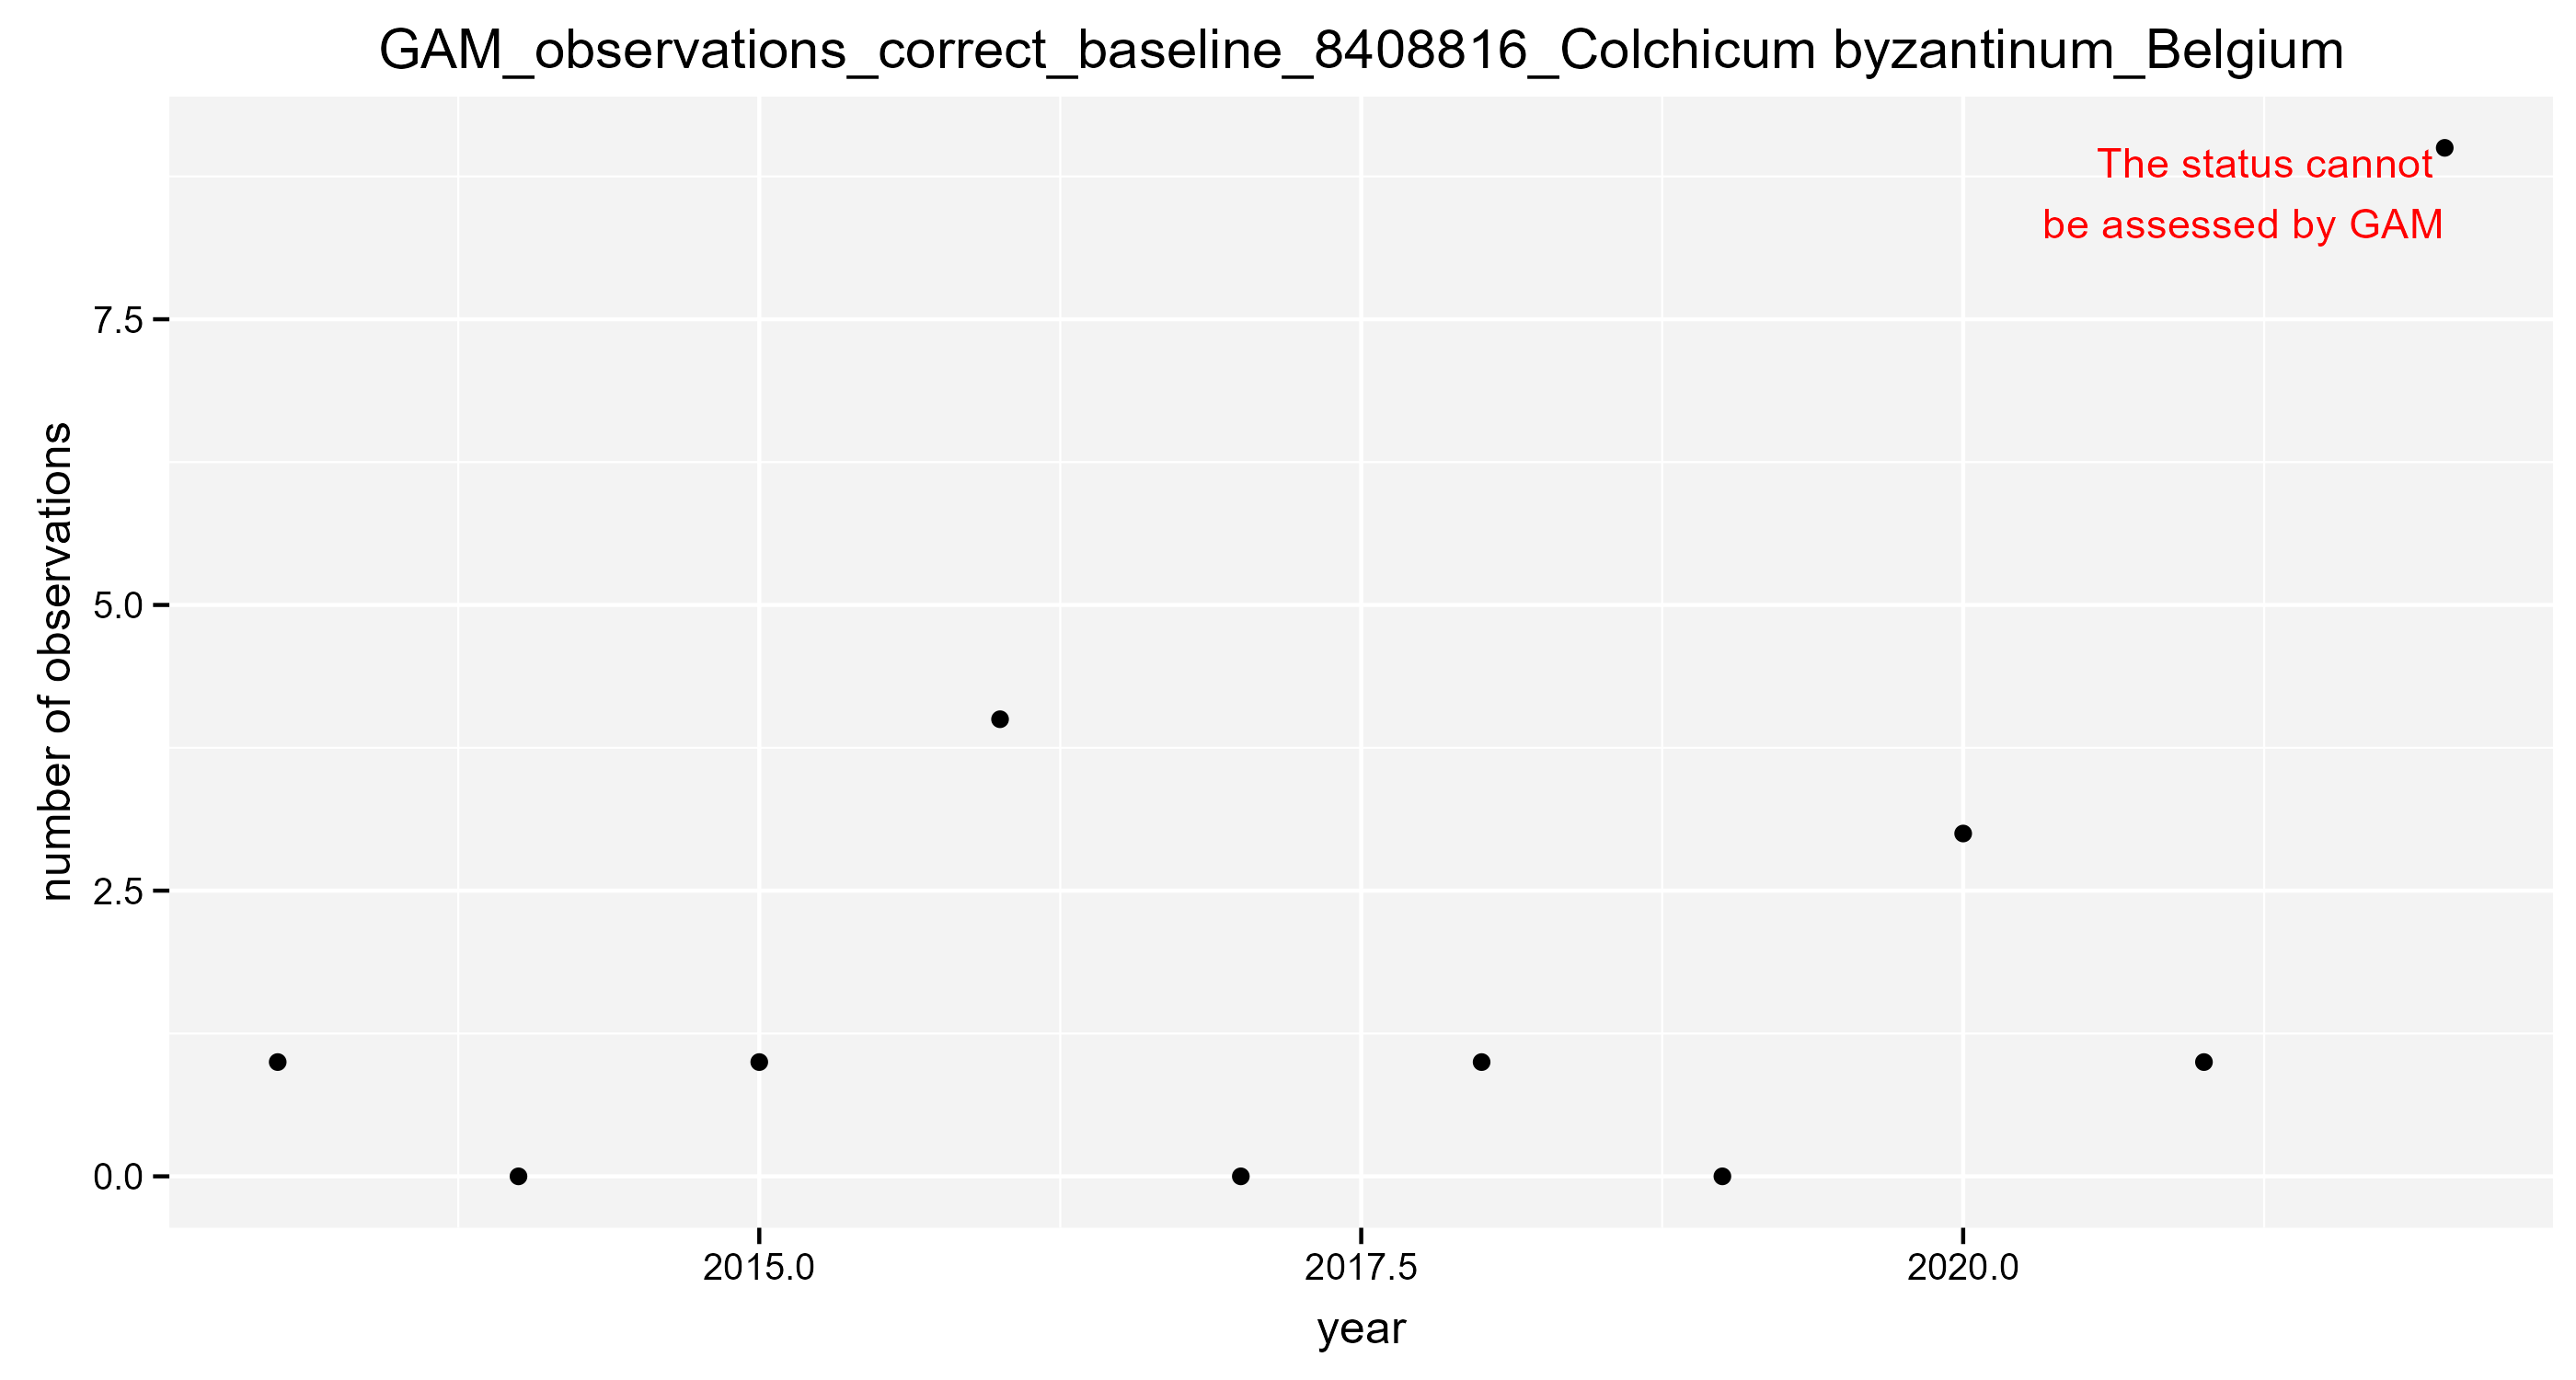 GAM_observations_correct_baseline_8408816_Colchicum byzantinum_Belgium
The status cannot
be assessed by GAM
number of observations
7.5
5.0
2.5
0.0
2015.0
2017.5
2020.0
year